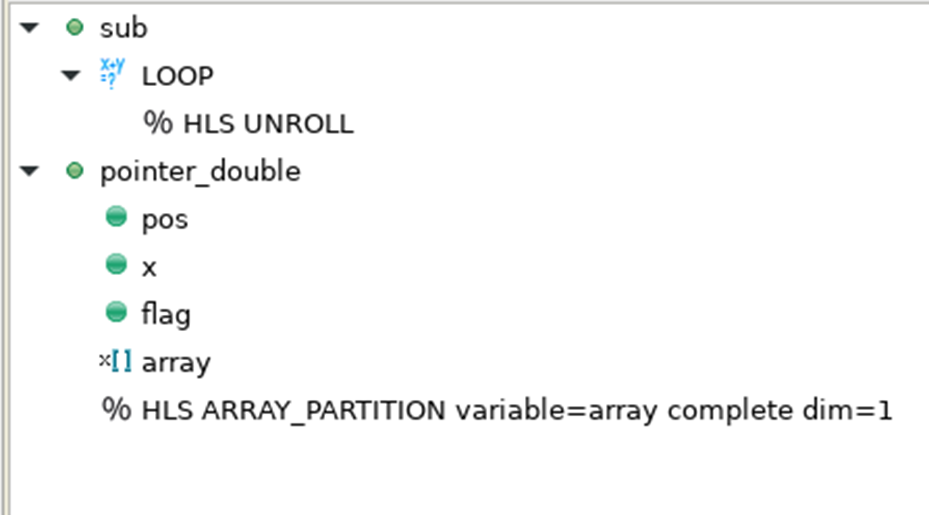 sub
LOOP
% HLS UNROLL
pointer_double
pos
x
flag
x[] array
% HLS ARRAY_PARTITION variable=array complete dim=1